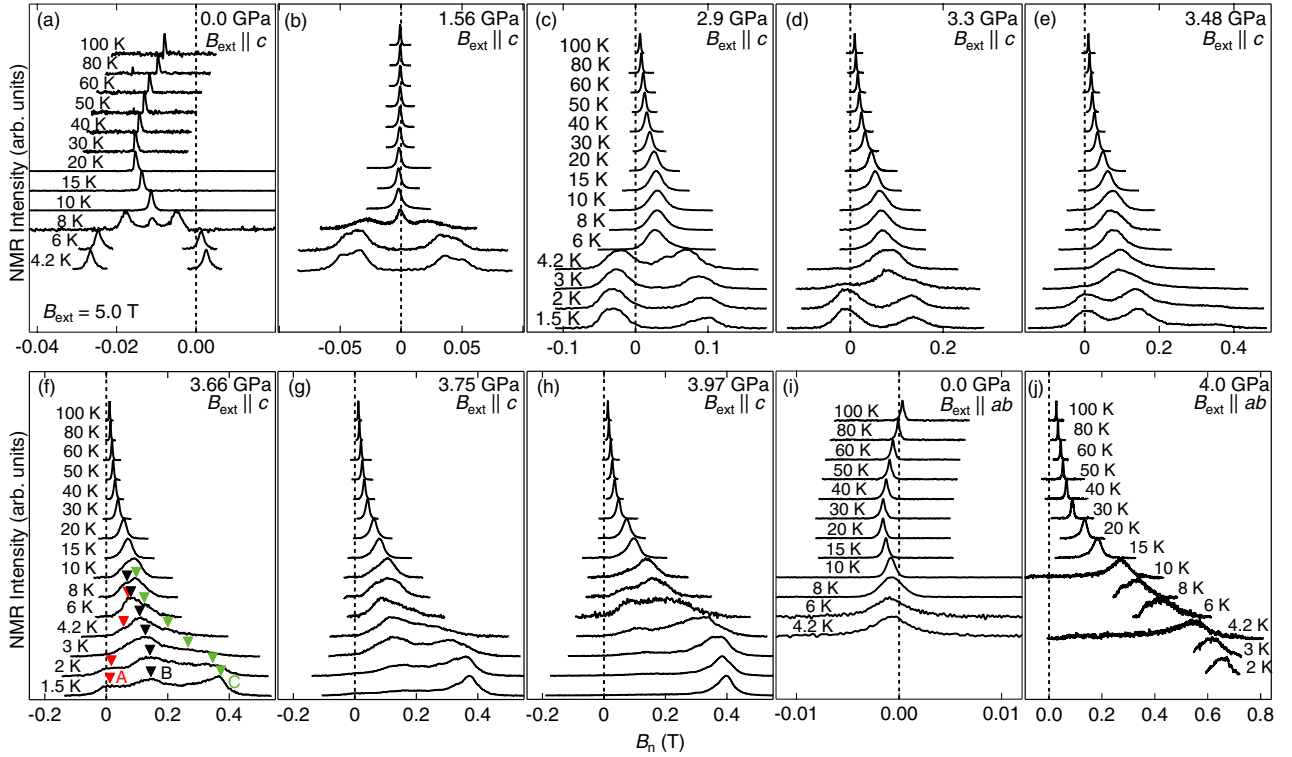 (a) 0.0 GPa
B_ext || c
100 K
80 K
60 K
50 K
40 K
30 K
20 K
15 K
10 K
8 K
6 K
4.2 K
B_ext = 5.0 T
-0.04 -0.02 0.00
(b) 1.56 GPa
B_ext || c
-0.05 0 0.05
(c) 2.9 GPa
B_ext || c
100 K
80 K
60 K
50 K
40 K
30 K
20 K
15 K
10 K
8 K
6 K
4.2 K
3 K
2 K
1.5 K
-0.1 0 0.1
(d) 3.3 GPa
B_ext || c
0 0.2
(e) 3.48 GPa
B_ext || c
0 0.2 0.4
NMR Intensity (arb. units)
(f) 3.66 GPa
B_ext || c
100 K
80 K
60 K
50 K
40 K
30 K
20 K
15 K
10 K
8 K
6 K
4.2 K
3 K
2 K
1.5 K
A B C
-0.2 0 0.2 0.4
(g) 3.75 GPa
B_ext || c
0 0.2 0.4
(h) 3.97 GPa
B_ext || c
-0.2 0 0.2 0.4
(i) 0.0 GPa
B_ext || ab
100 K
80 K
60 K
50 K
40 K
30 K
20 K
15 K
10 K
8 K
6 K
4.2 K
-0.01 0.00 0.01
(j) 4.0 GPa
B_ext || ab
100 K
80 K
60 K
50 K
40 K
30 K
20 K
15 K
10 K
8 K
6 K
4.2 K
3 K
2 K
0.0 0.2 0.4 0.6 0.8
NMR Intensity (arb. units)
B_n (T)